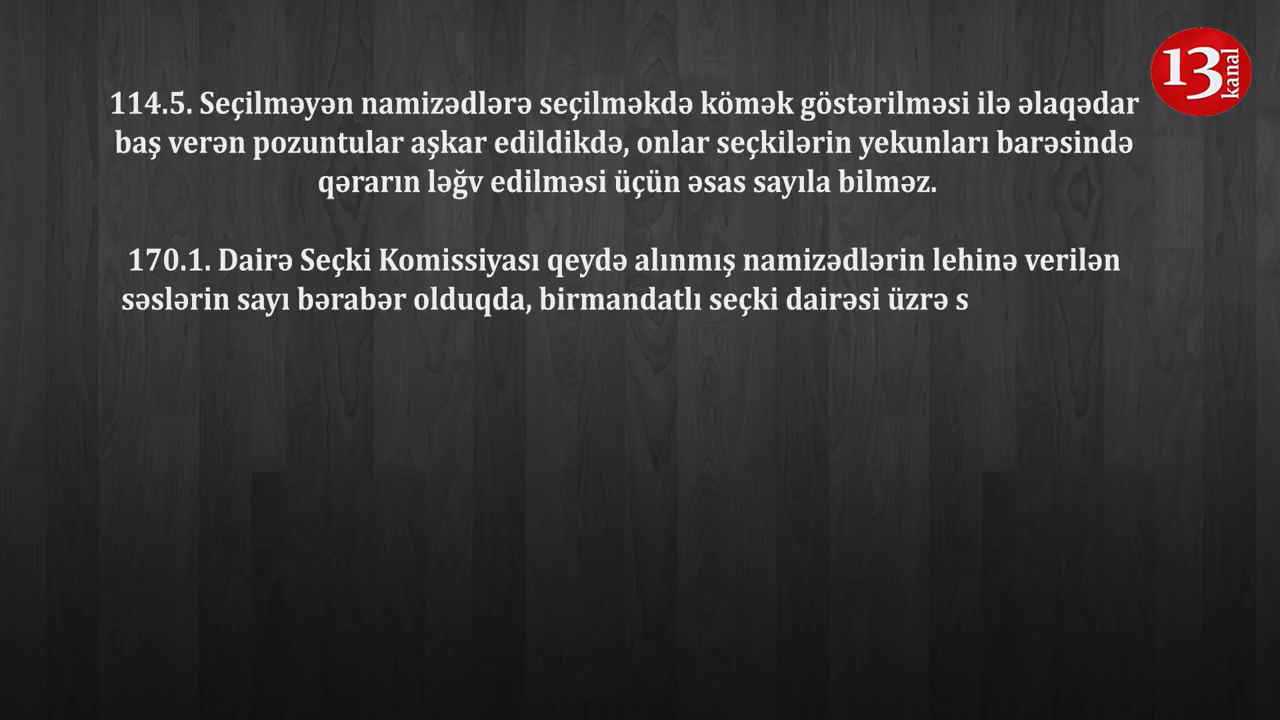 13
kanal
114.5. Seçilməyən namizədlərə seçilməkdə kömək göstərilməsi ilə əlaqədar
baş verən pozuntular aşkar edildikdə, onlar seçkilərin yekunları barəsində
qərarın ləğv edilməsi üçün əsas sayıla bilməz.
170.1. Dairə Seçki Komissiyası qeydə alınmış namizədlərin lehinə verilən
səslərin sayı bərabər olduqda, birmandatlı seçki dairəsi üzrə s